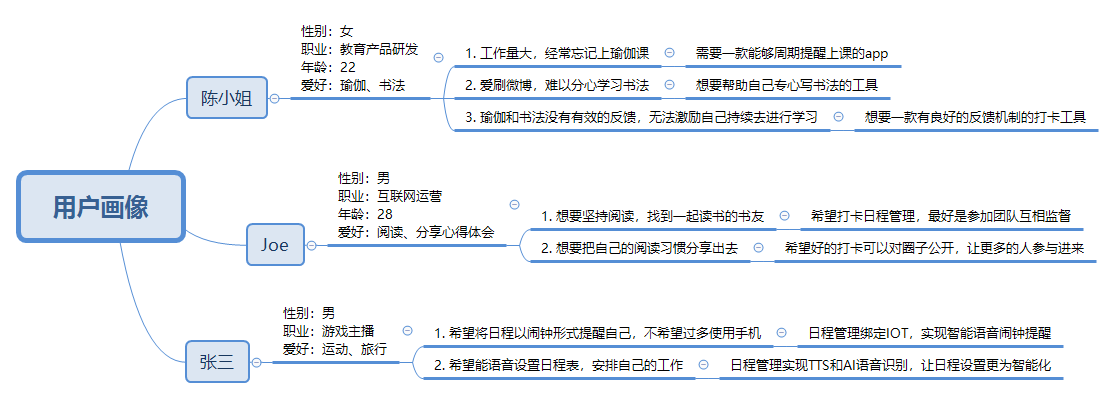 用户画像
陈小姐
性别：女
职业：教育产品研发
年龄：22
爱好：瑜伽、书法
1. 工作量大，经常忘记上瑜伽课
需要一款能够周期提醒上课的app
2. 爱刷微博，难以分心学习书法
想要帮助自己专心写书法的工具
3. 瑜伽和书法没有有效的反馈，无法激励自己持续去进行学习
想要一款有良好的反馈机制的打卡工具
Joe
性别：男
职业：互联网运营
年龄：28
爱好：阅读、分享心得体会
1. 想要坚持阅读，找到一起读书的书友
希望打卡日程管理，最好是参加团队互相监督
2. 想要把自己的阅读习惯分享出去
希望好的打卡可以对圈子公开，让更多的人参与进来
张三
性别：男
职业：游戏主播
爱好：运动、旅行
1. 希望将日程以闹钟形式提醒自己，不希望过多使用手机
日程管理绑定IOT，实现智能语音闹钟提醒
2. 希望能语音设置日程表，安排自己的工作
日程管理实现TTS和AI语音识别，让日程设置更为智能化